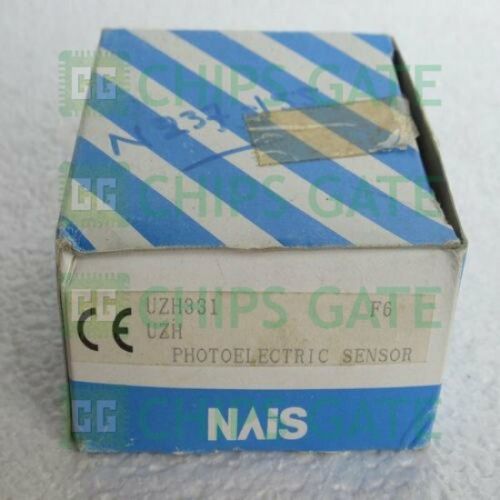 CHIPS GATE
CHIPS GATE
UZH331 F6
UZH
PHOTOELECTRIC SENSOR
CE
CHIPS GATE
CHIPS GATE
NAiS